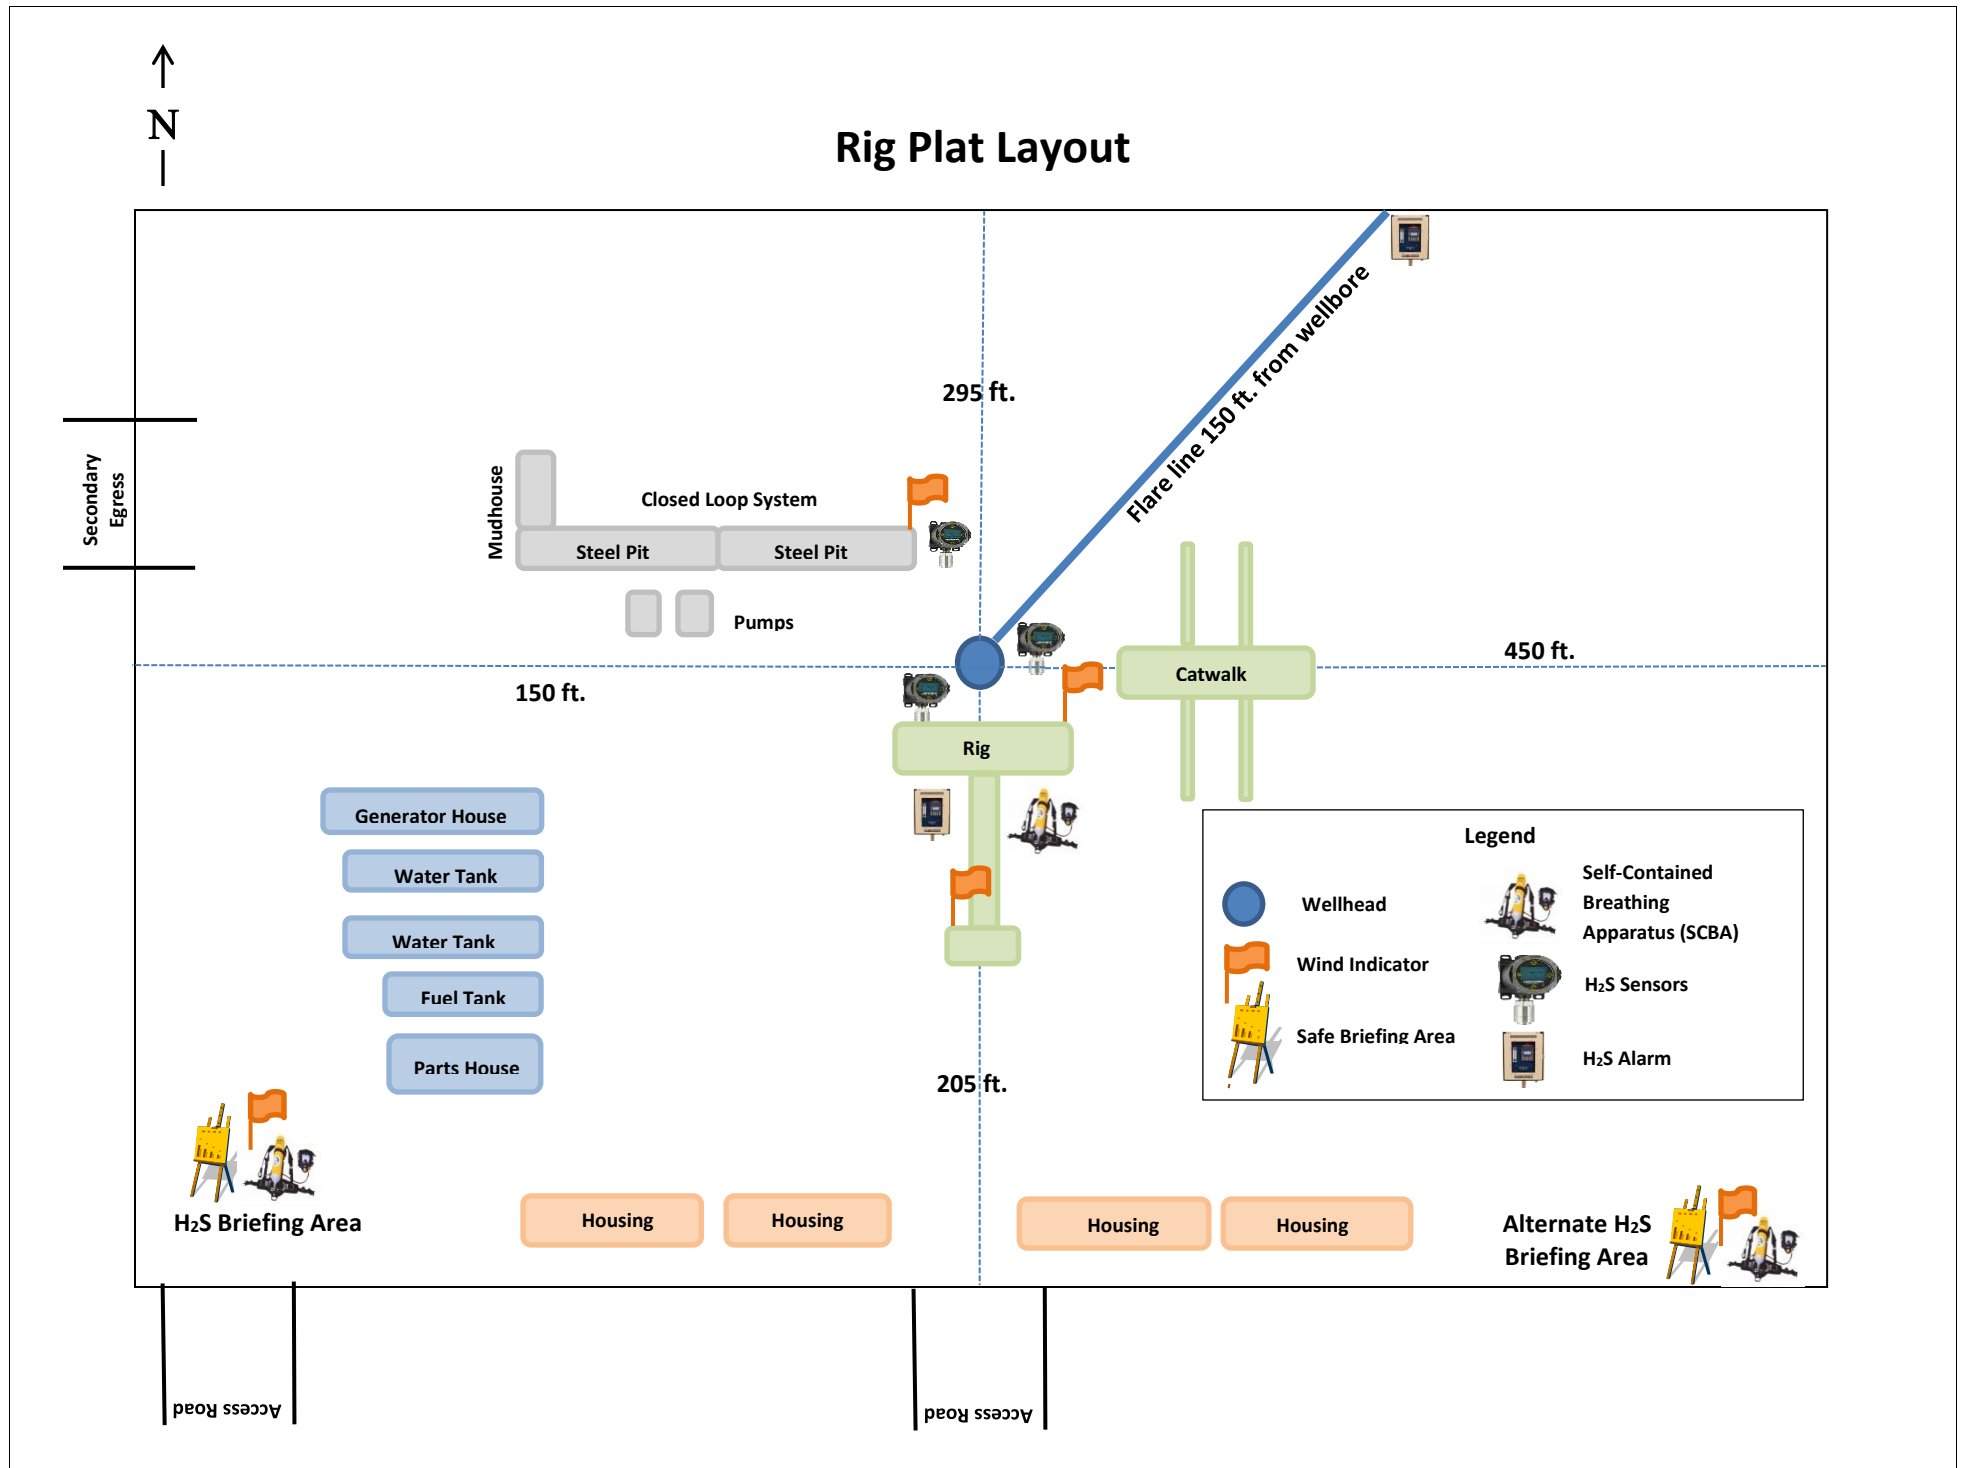 N
Rig Plat Layout
Flare line 150 ft. from wellbore
295 ft.
Secondary
Egress
Mudhouse
Closed Loop System
Steel Pit
Steel Pit
Pumps
450 ft.
150 ft.
Catwalk
Rig
Generator House
Water Tank
Water Tank
Fuel Tank
Parts House
205 ft.
Legend
Wellhead
Wind Indicator
Safe Briefing Area
Self-Contained
Breathing
Apparatus (SCBA)
H2S Sensors
H2S Alarm
H2S Briefing Area
Housing
Housing
Housing
Housing
Alternate H2S
Briefing Area
Access Road
Access Road